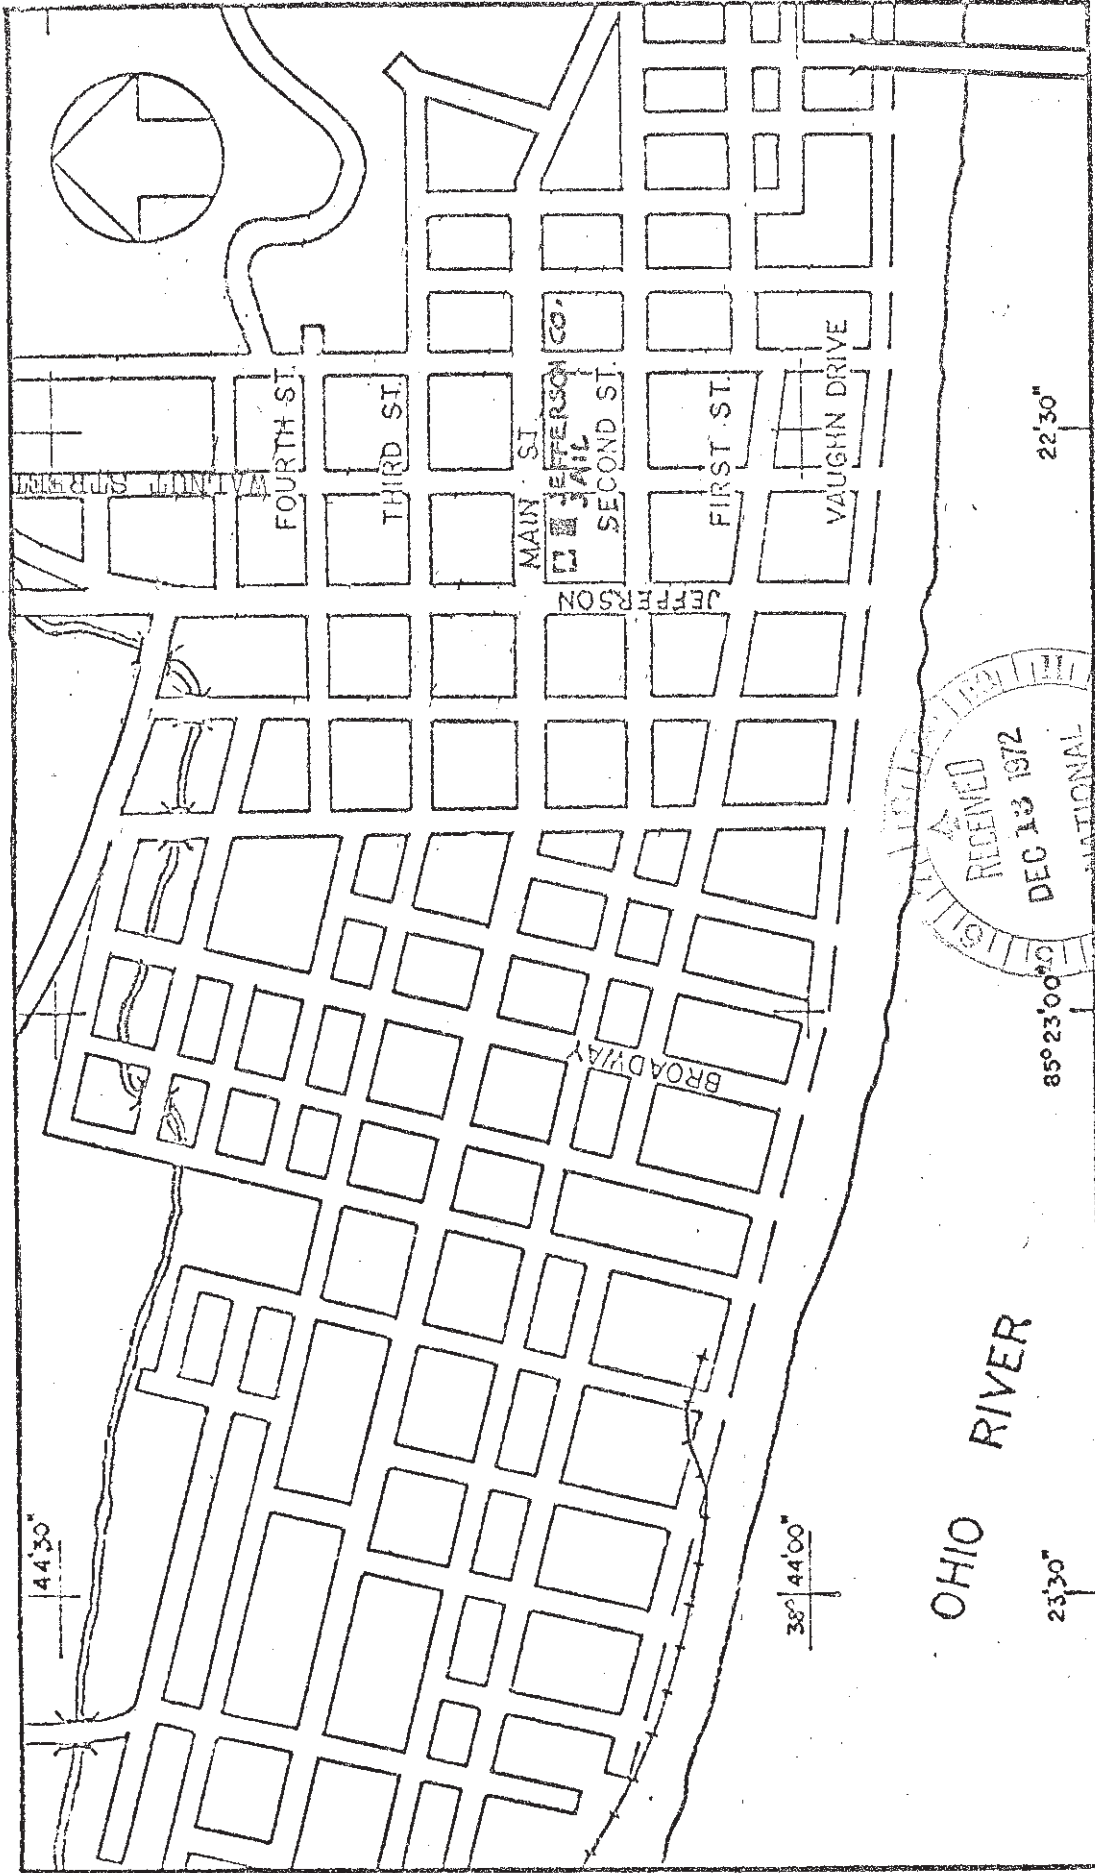 44'30"
WALNUT STREET
FOURTH ST.
THIRD ST.
MAIN ST
JEFFERSON CO.
JAIL
SECOND ST.
FIRST ST.
VAUGHN DRIVE
JEFFERSON
BROADWAY
38° 44'00"
OHIO RIVER
23'30"
85° 23'00"
22'30"
RECEIVED
DEC 13 1972
NATIONAL